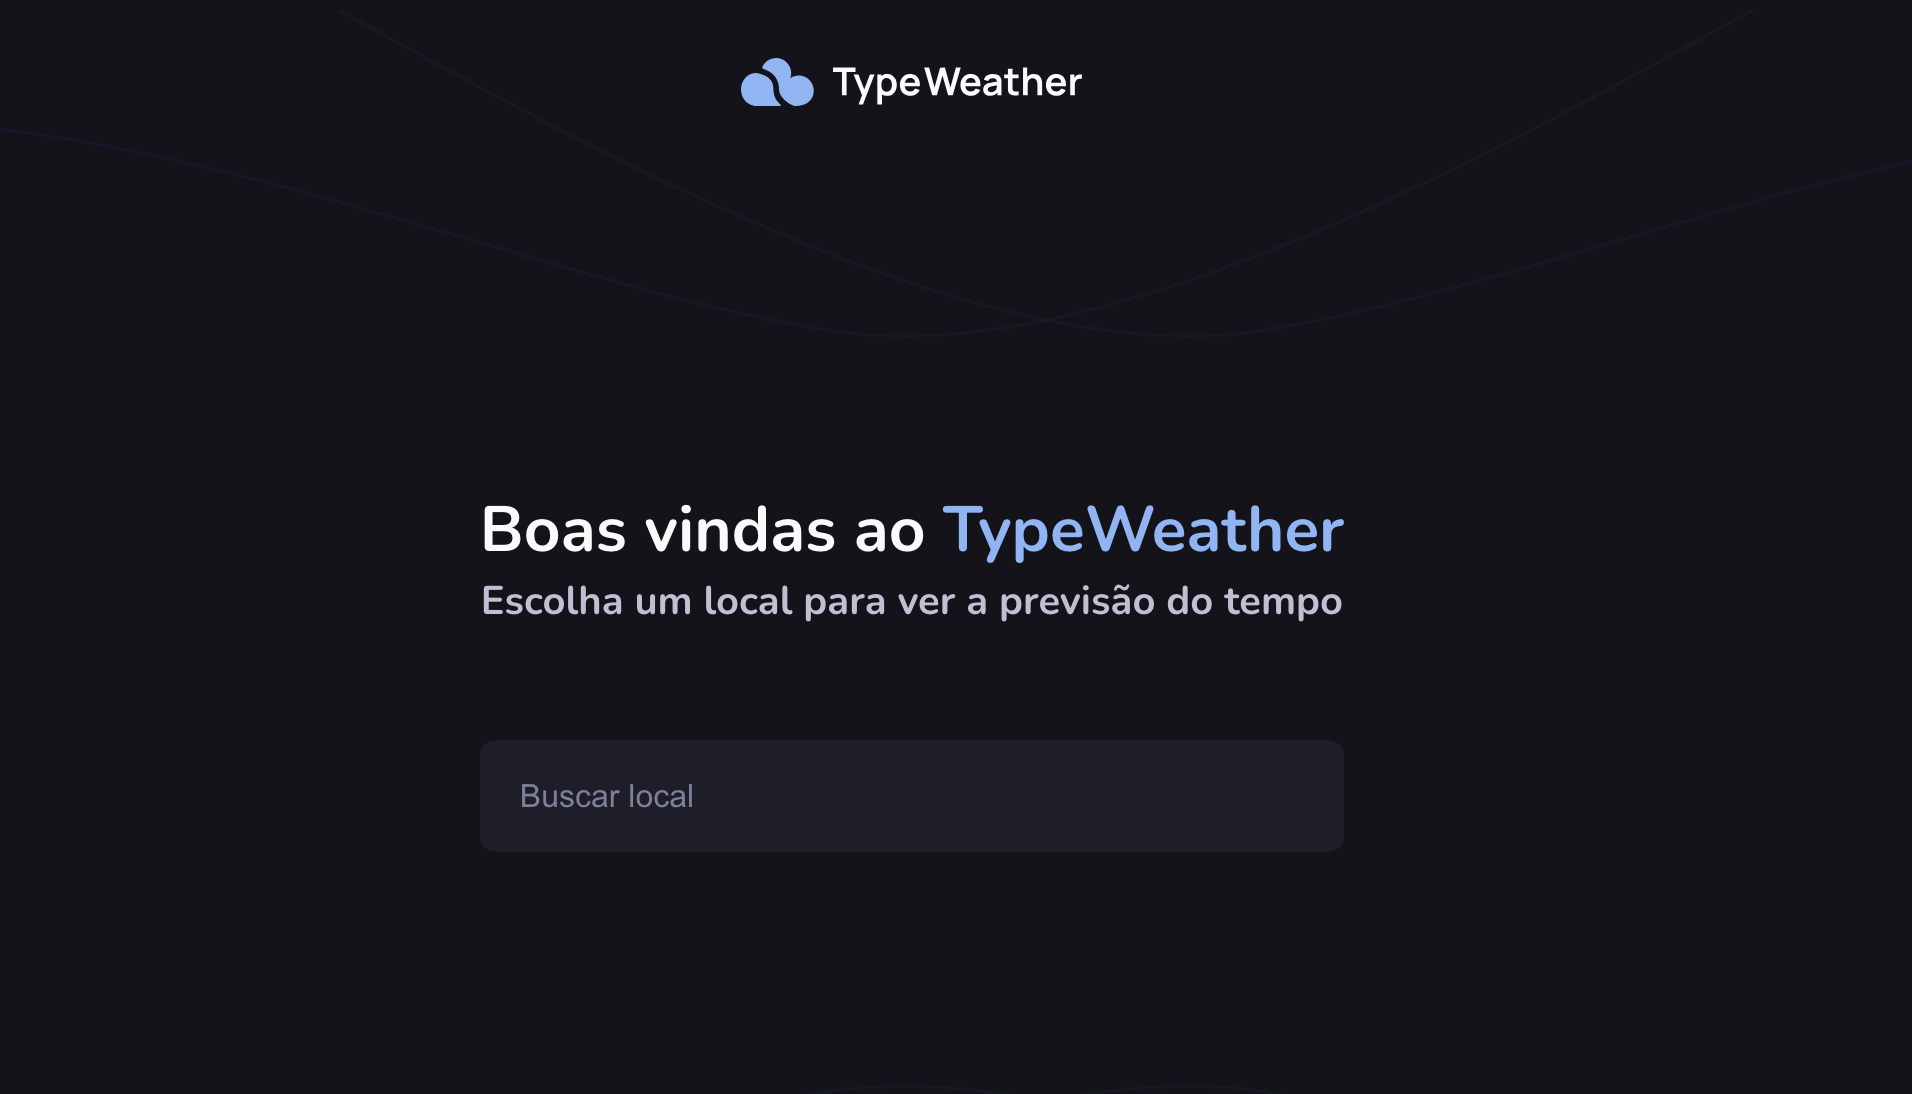 TypeWeather
Boas vindas ao TypeWeather
Escolha um local para ver a previsão do tempo
Buscar local